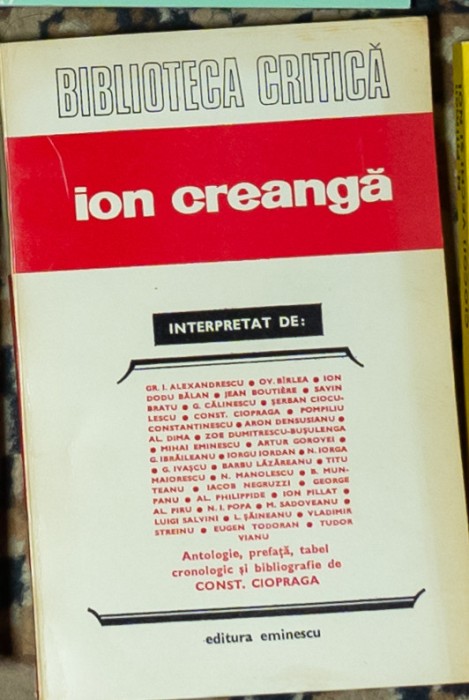 BIBLIOTECA CRITICĂ
ion creangă
INTERPRETAT DE:
GR. I. ALEXANDRESCU ● OV. BÎRLEA ● ION
DODU BĂLAN ● JEAN BOUTIÈRE ● SAVIN
BRATU ● G. CĂLINESCU ● ȘERBAN CIOCU-
LESCU ● CONST. CIOPRAGA ● POMPILIU
CONSTANTINESCU ● ARON DENSUSIANU ●
AL. DIMA ● ZOE DUMITRESCU-BUȘULENGA
● MIHAI EMINESCU ● ARTUR GOROVEI ●
G. IBRĂILEANU ● IORGU IORDAN ● N. IORGA
● G. IVAȘCU ● BARBU LĂZĂREANU ● TITU
MAIORESCU ● N. MANOLESCU ● B. MUN-
TEANU ● IACOB NEGRUZZI ● GEORGE
PANU ● AL. PHILIPPIDE ● ION PILLAT ●
AL. PIRU ● N. I. POPA ● M. SADOVEANU ●
LUIGI SALVINI ● L. ȘĂINEANU ● VLADIMIR
STREINU ● EUGEN TODORAN ● TUDOR
VIANU
Antologie, prefață, tabel
cronologic și bibliografie de
CONST. CIOPRAGA
editura eminescu